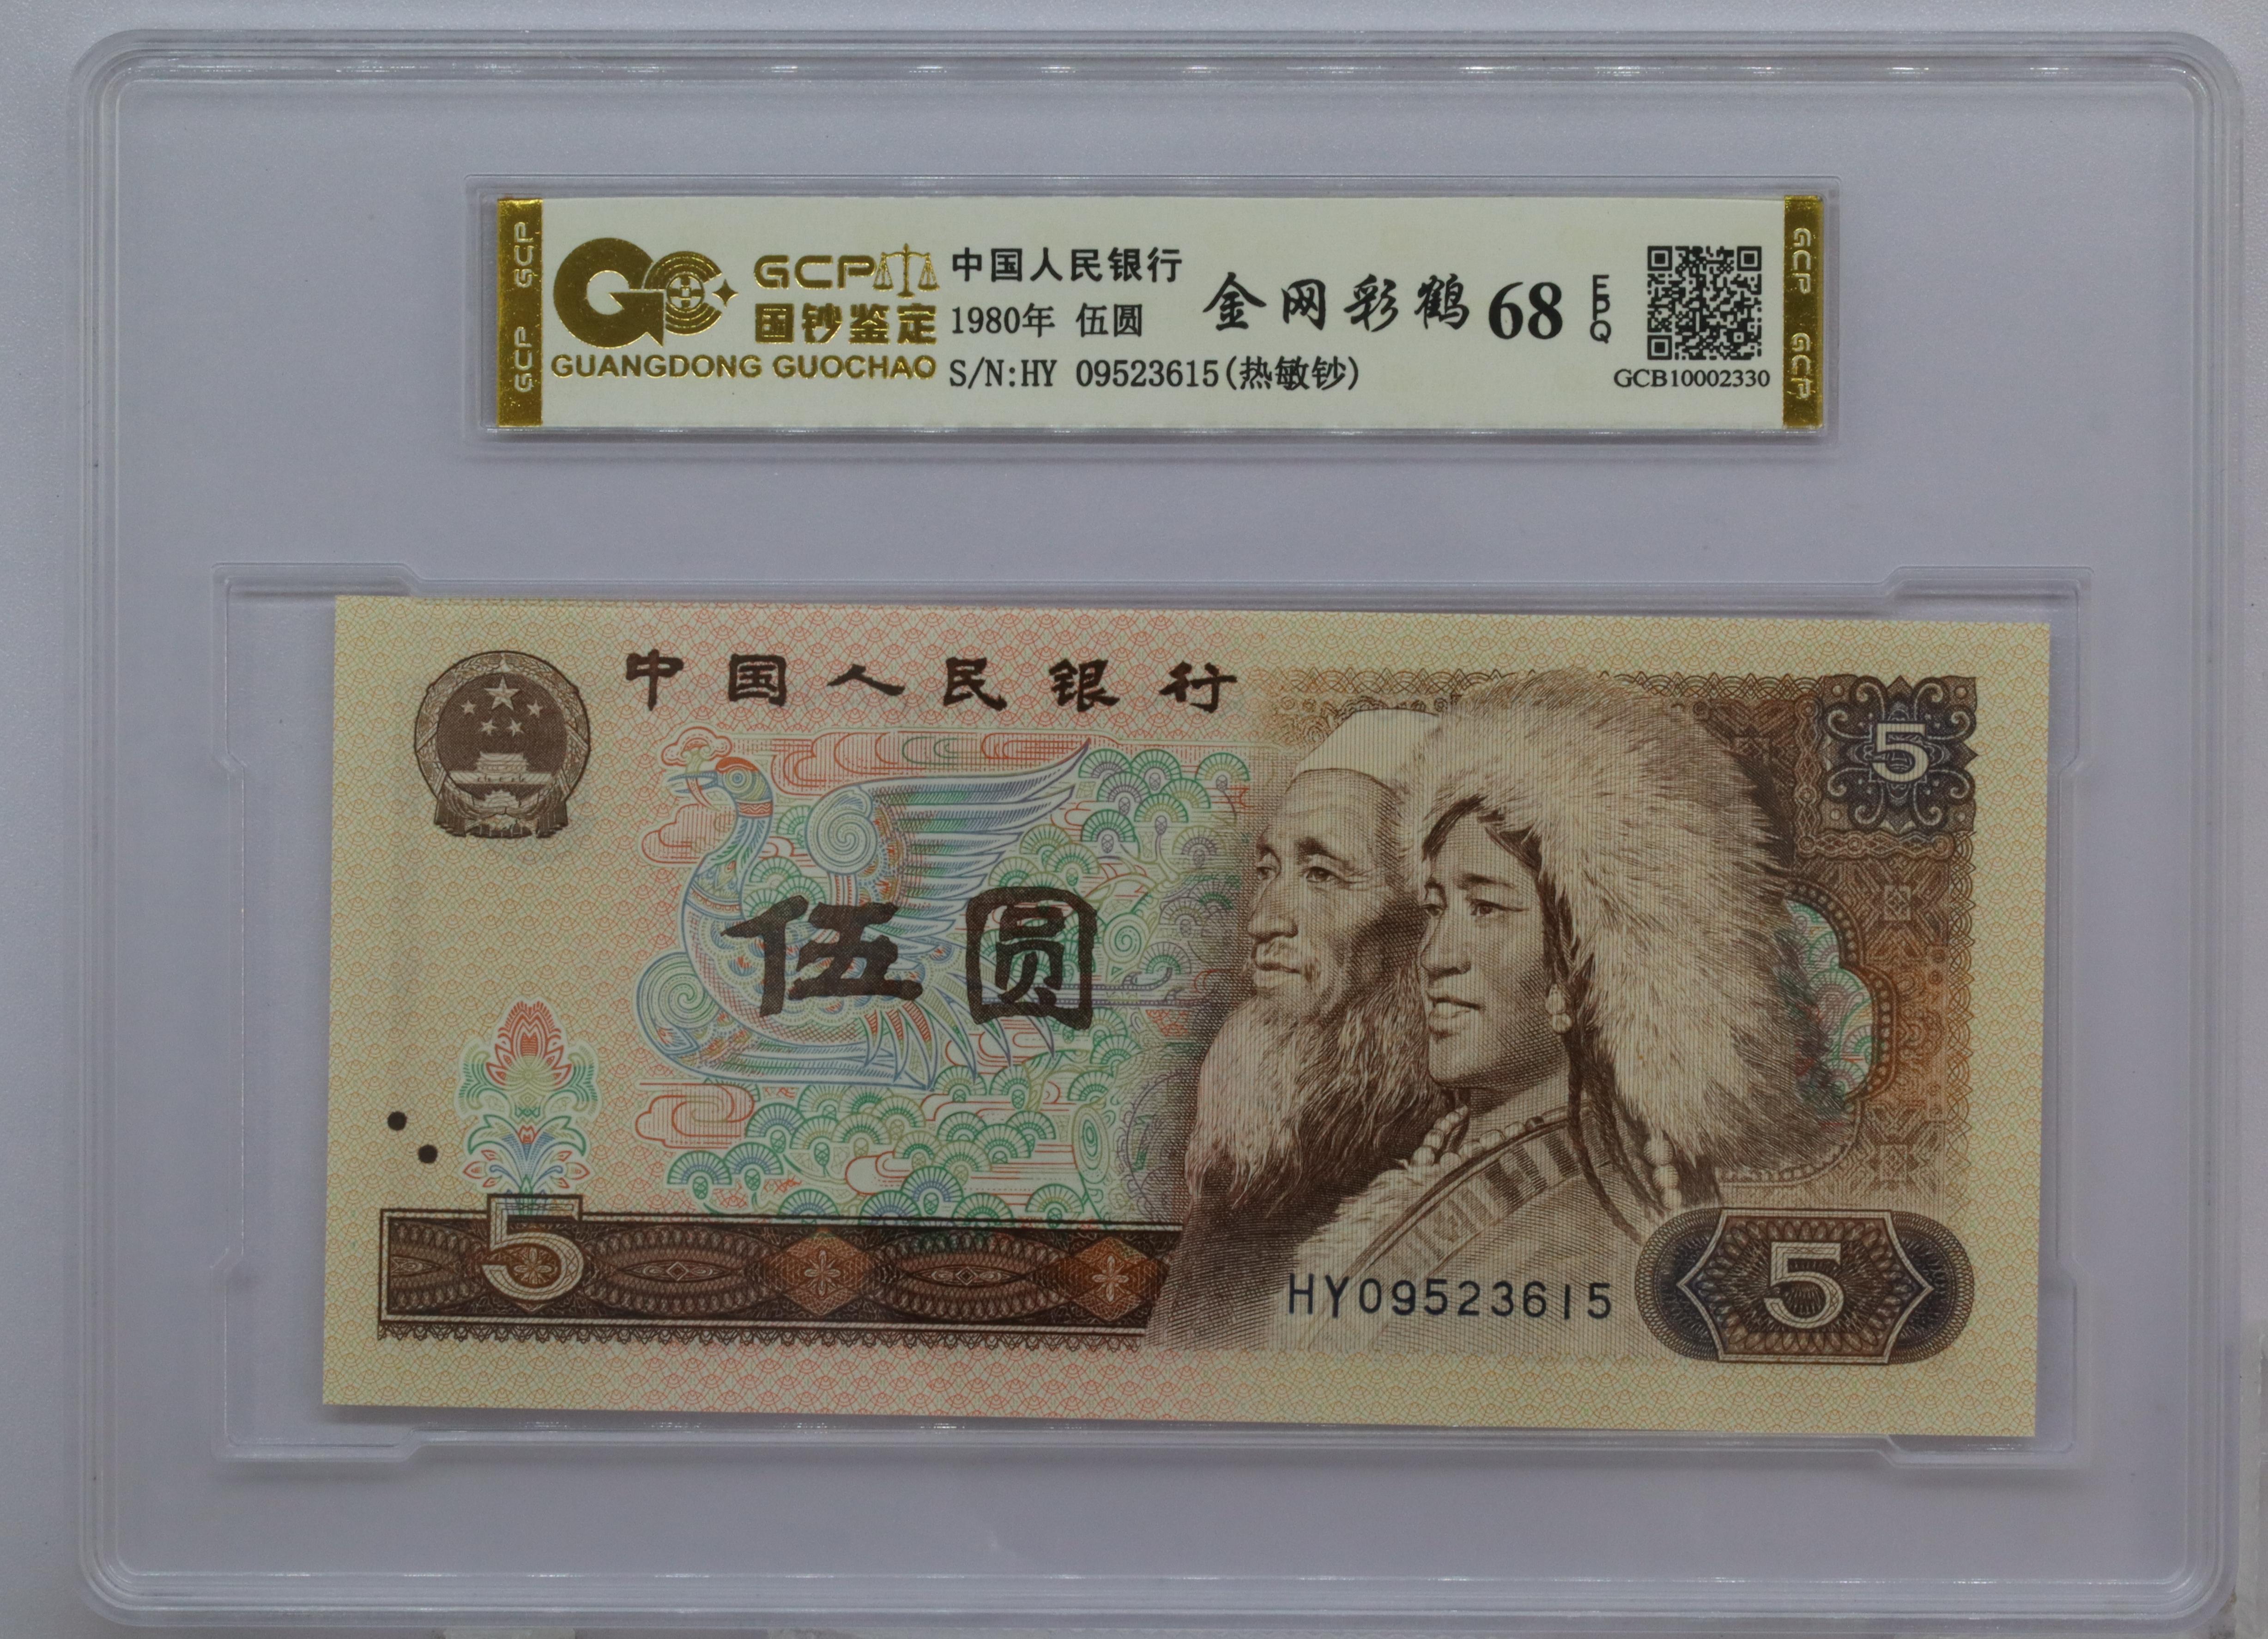 GCP GCP
GCP
国钞鉴定
GUANGDONG GUOCHAO
中国人民银行
1980年 伍圆
S/N:HY 09523615(热敏钞)
金网彩鹤 68 EPQ
GCB10002330
GCP GCP
中国人民银行
5
伍圆
5
HY09523615
5